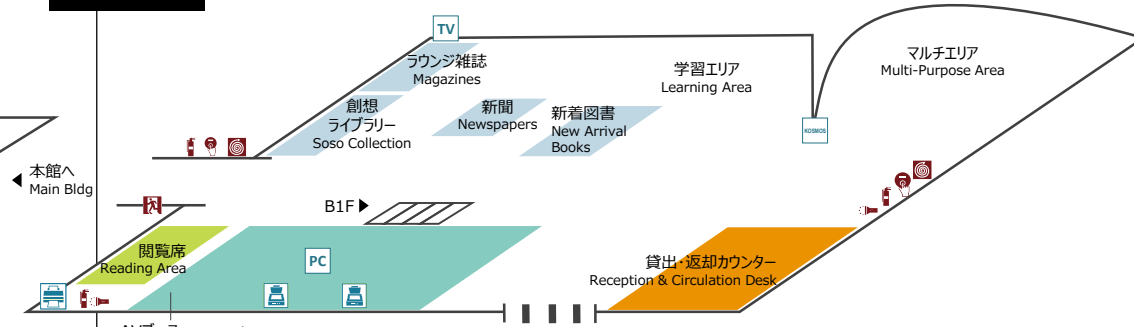 TV
ラウンジ雑誌
Magazines
学習エリア
Learning Area
マルチエリア
Multi-Purpose Area
創想
ライブラリー
Soso Collection
新聞
Newspapers
新着図書
New Arrival
Books
KOSMOS
本館へ
Main Bldg
B1F
閲覧席
Reading Area
PC
貸出・返却カウンター
Reception & Circulation Desk